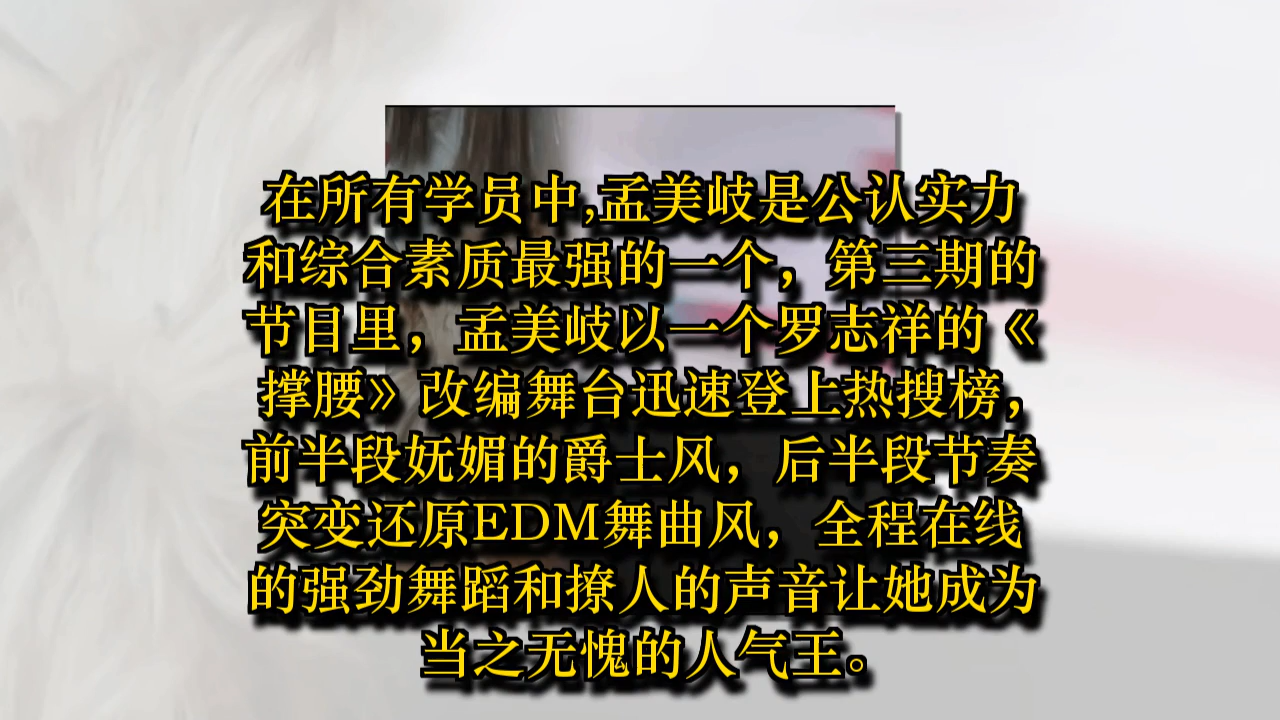 在所有学员中,孟美岐是公认实力
和综合素质最强的一个，第三期的
节目里，孟美岐以一个罗志祥的《
撑腰》改编舞台迅速登上热搜榜，
前半段妩媚的爵士风，后半段节奏
突变还原EDM舞曲风，全程在线
的强劲舞蹈和撩人的声音让她成为
当之无愧的人气王。